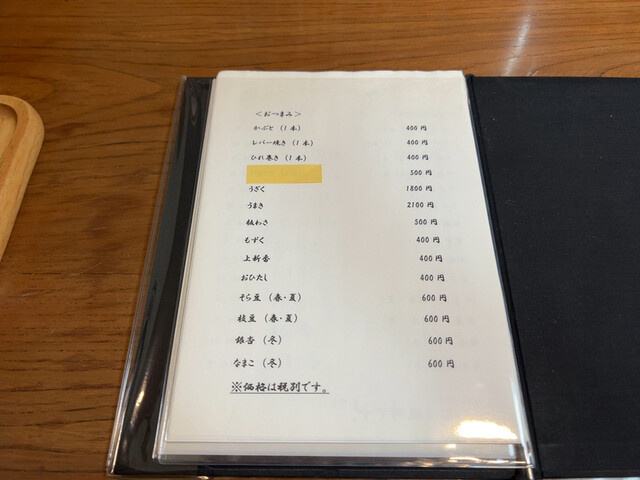 ＜おつまみ＞
かぶと（1本） 400円
レバー焼き（1本） 400円
ひれ巻き（1本） 400円
500円
うざく 1800円
うまき 2100円
板わさ 500円
もずく 400円
上新香 400円
おひたし 400円
そら豆（春・夏） 600円
枝豆（春・夏） 600円
銀杏（冬） 600円
なまこ（冬） 600円
※価格は税別です。